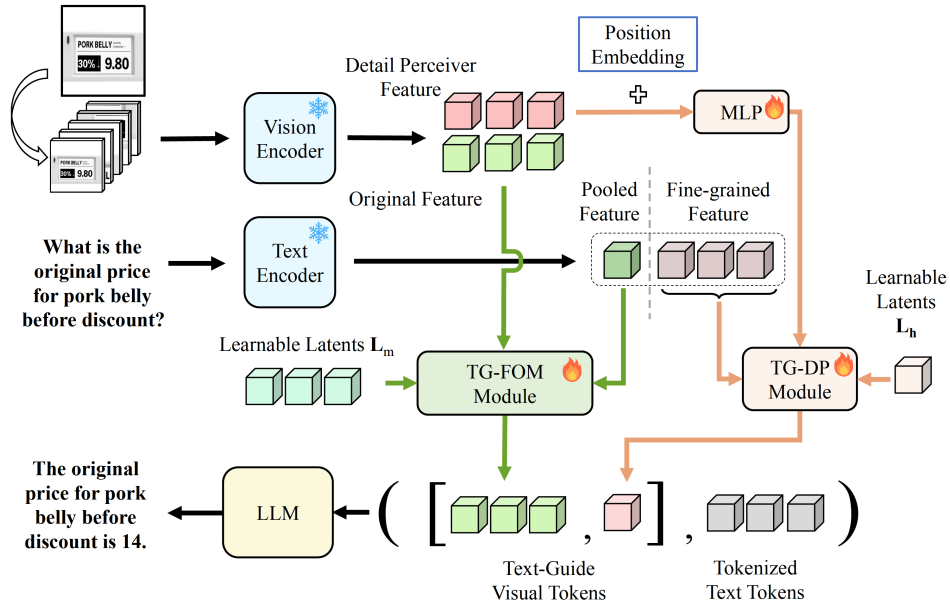 PORK BELLY
30%
9.80
PORK BELLY
30%
9.80
Position
Embedding
Detail Perceiver
Feature
Vision
Encoder
MLP
Original Feature
Pooled
Feature
Fine-grained
Feature
What is the
original price
for pork belly
before discount?
Text
Encoder
Learnable
Latents
Lh
Learnable Latents Lm
TG-FOM
Module
TG-DP
Module
The original
price for pork
belly before
discount is 14.
LLM
( [ , ] , )
Text-Guide
Visual Tokens
Tokenized
Text Tokens